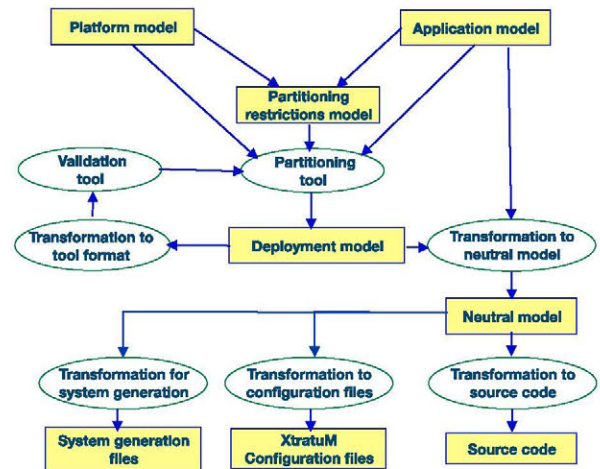 Platform model
Application model
Partitioning
restrictions model
Validation
tool
Partitioning
tool
Transformation to
tool format
Deployment model
Transformation to
neutral model
Neutral model
Transformation for
system generation
Transformation to
configuration files
Transformation to
source code
System generation
files
XtratuM
Configuration files
Source code